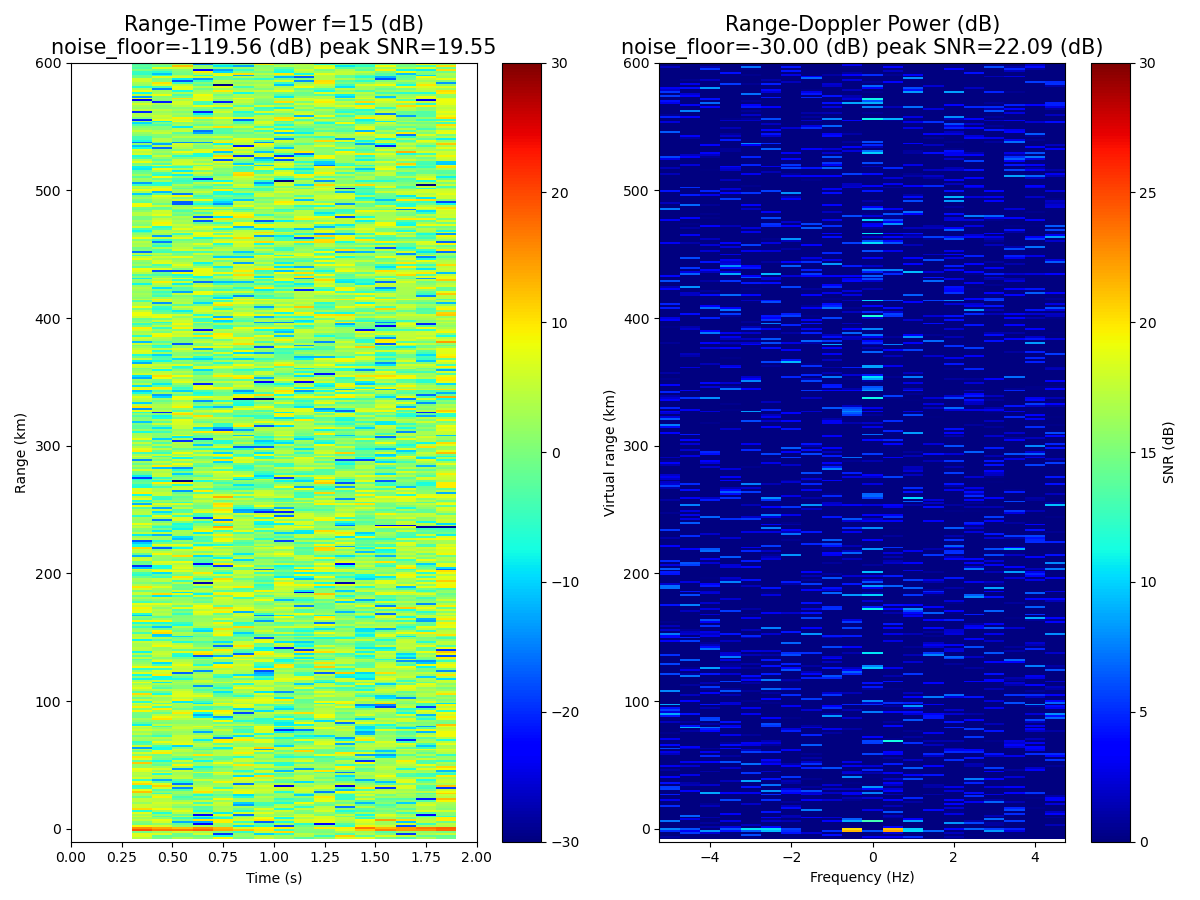 Range-Time Power f=15 (dB)
noise_floor=-119.56 (dB) peak SNR=19.55
Range-Doppler Power (dB)
noise_floor=-30.00 (dB) peak SNR=22.09 (dB)
600
500
400
300
200
100
0
Range (km)
0.00 0.25 0.50 0.75 1.00 1.25 1.50 1.75 2.00
Time (s)
30
20
10
0
−10
−20
−30
600
500
400
300
200
100
0
Virtual range (km)
−4 −2 0 2 4
Frequency (Hz)
30
25
20
15
10
5
0
SNR (dB)